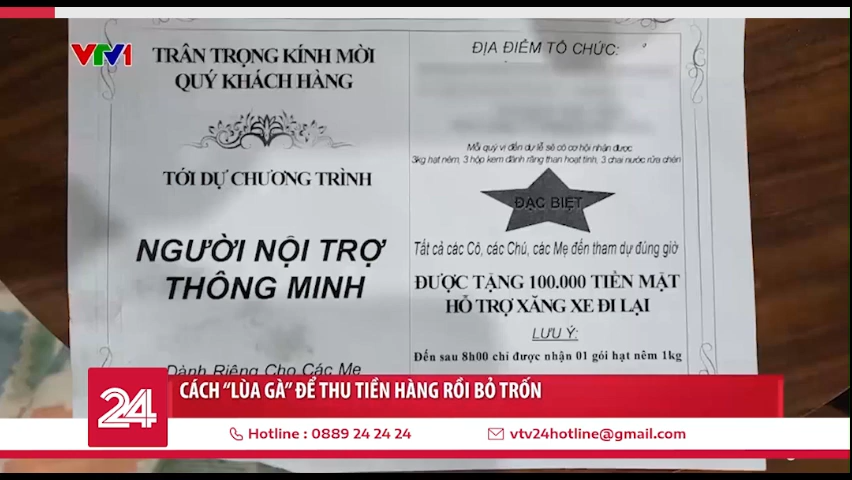 VTV1
TRÂN TRỌNG KÍNH MỜI
QUÝ KHÁCH HÀNG
TỚI DỰ CHƯƠNG TRÌNH
NGƯỜI NỘI TRỢ
THÔNG MINH
Dành Riêng Cho Các Mẹ
ĐỊA ĐIỂM TỔ CHỨC:
Mỗi quý vị đến dự lễ sẽ có cơ hội nhận được
3kg hạt nêm, 3 hộp kem đánh răng than hoạt tính, 3 chai nước rửa chén
ĐẶC BIỆT
Tất cả các Cô, các Chú, các Mẹ đến tham dự đúng giờ
ĐƯỢC TẶNG 100.000 TIỀN MẶT
HỖ TRỢ XĂNG XE ĐI LẠI
LƯU Ý:
Đến sau 8h00 chỉ được nhận 01 gói hạt nêm 1kg
24
CÁCH “LÙA GÀ” ĐỂ THU TIỀN HÀNG RỒI BỎ TRỐN
Hotline : 0889 24 24 24
vtv24hotline@gmail.com